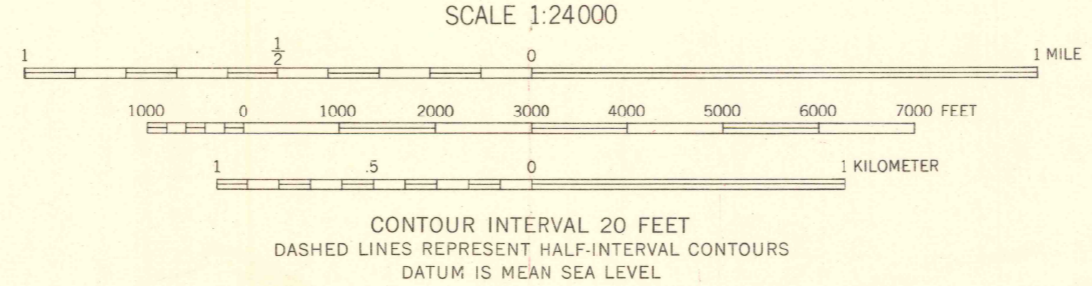 SCALE 1:24000
1 1/2 0 1 MILE
1000 0 1000 2000 3000 4000 5000 6000 7000 FEET
1 .5 0 1 KILOMETER
CONTOUR INTERVAL 20 FEET
DASHED LINES REPRESENT HALF-INTERVAL CONTOURS
DATUM IS MEAN SEA LEVEL